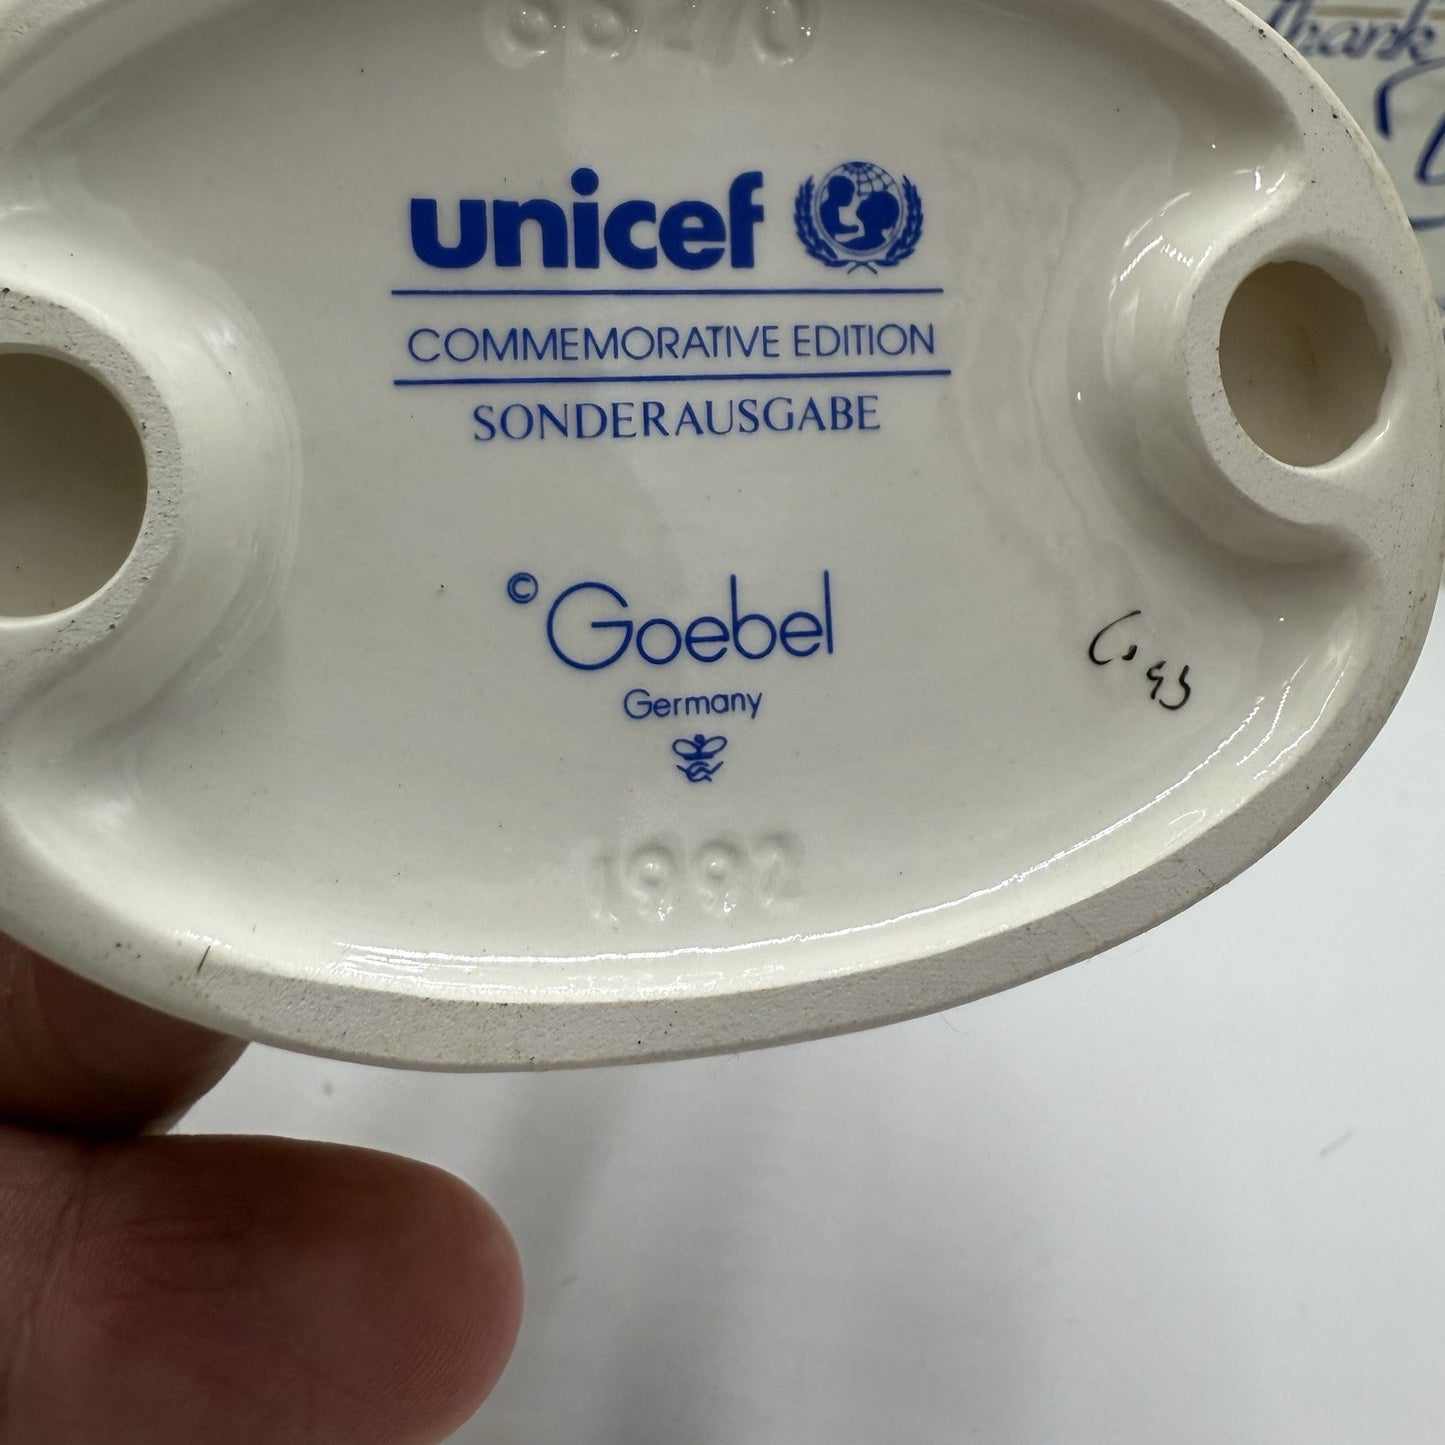 unicef
COMMEMORATIVE EDITION
SONDERAUSGABE
© Goebel
Germany
1992